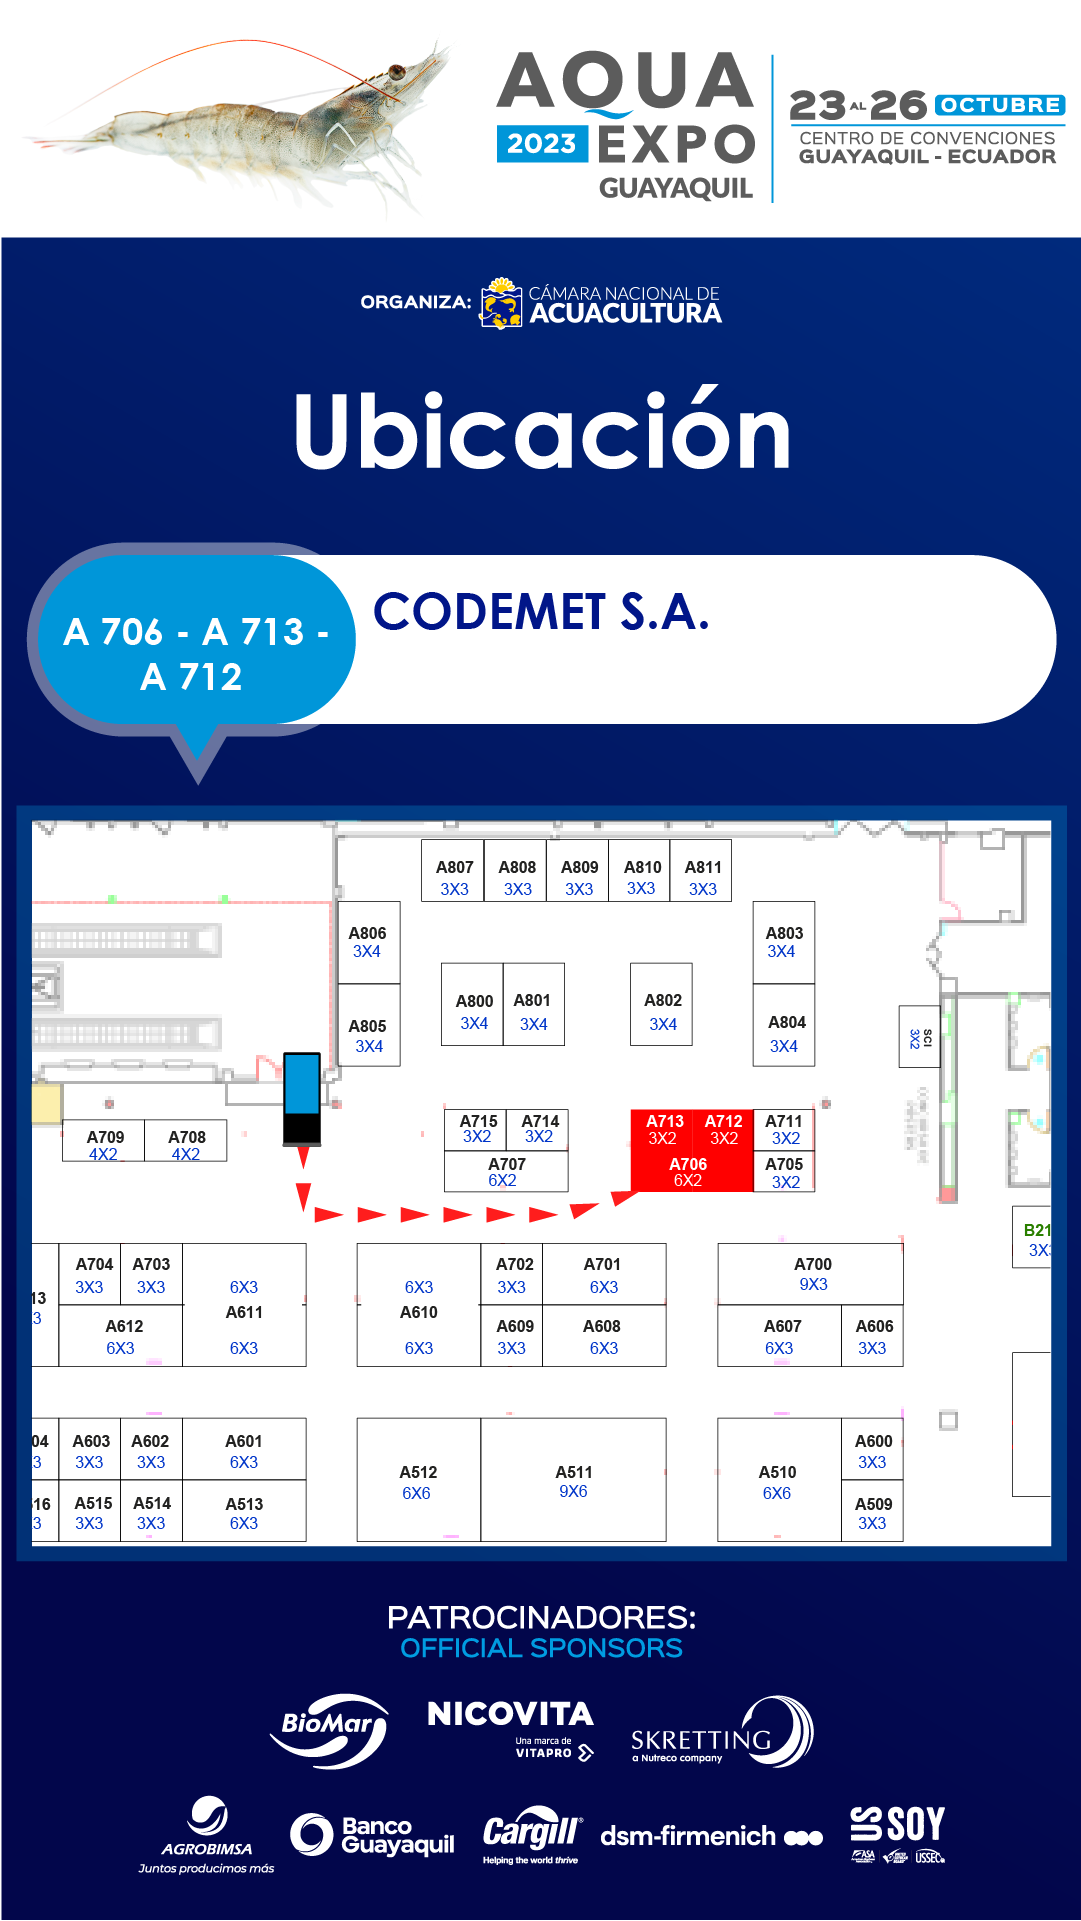 AQUA
2023 EXPO
GUAYAQUIL
23 AL 26 OCTUBRE
CENTRO DE CONVENCIONES
GUAYAQUIL - ECUADOR
ORGANIZA:
CÁMARA NACIONAL DE
ACUACULTURA
Ubicación
A 706 - A 713 -
A 712
CODEMET S.A.
A807 A808 A809 A810 A811
3X3 3X3 3X3 3X3 3X3
A806 A803
3X4 3X4
A800 A801 A802
3X4 3X4 3X4
A805 A804
3X4 3X4
SCI
3X2
A715 A714 A713 A712 A711
3X2 3X2 3X2 3X2 3X2
A709 A708
4X2 4X2
A707 A706 A705
6X2 6X2 3X2
B21
3X3
A704 A703 A702 A701 A700
3X3 3X3 6X3 6X3 3X3 6X3 9X3
13
3
A611 A610
A612 A609 A608 A607 A606
6X3 6X3 6X3 3X3 6X3 6X3 3X3
04 A603 A602 A601 A600
3 3X3 3X3 6X3 3X3
A512 A511 A510
6X6 9X6 6X6
16 A515 A514 A513 A509
3 3X3 3X3 6X3 3X3
PATROCINADORES:
OFFICIAL SPONSORS
BioMar
NICOVITA
Una marca de
VITAPRO
SKRETTING
a Nutreco company
AGROBIMSA
Juntos producimos más
Banco
Guayaquil
Cargill®
Helping the world thrive
dsm-firmenich
US SOY
ASA
USSEC